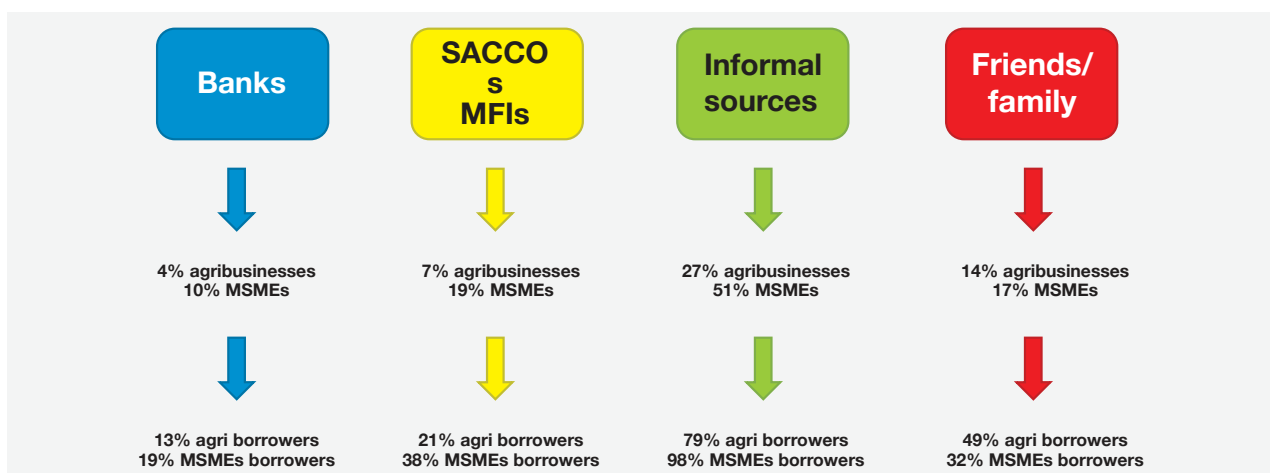 Banks
SACCO
s
MFIs
Informal
sources
Friends/
family
4% agribusinesses
10% MSMEs
7% agribusinesses
19% MSMEs
27% agribusinesses
51% MSMEs
14% agribusinesses
17% MSMEs
13% agri borrowers
19% MSMEs borrowers
21% agri borrowers
38% MSMEs borrowers
79% agri borrowers
98% MSMEs borrowers
49% agri borrowers
32% MSMEs borrowers